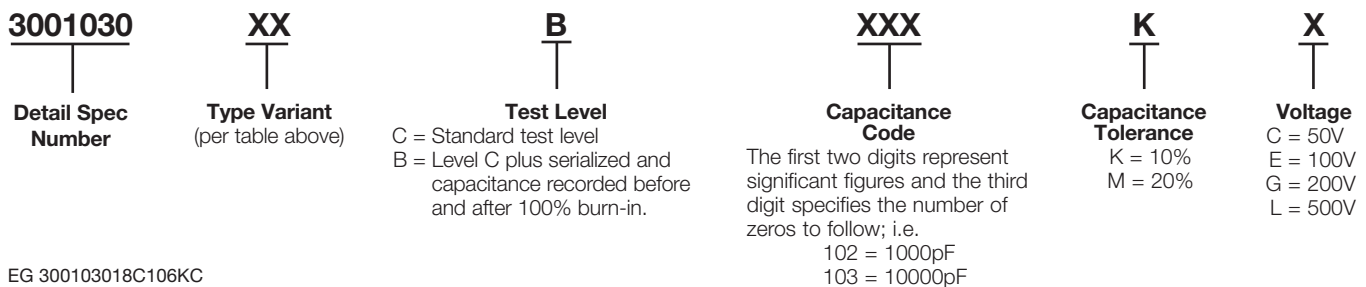 3001030 XX B XXX K X
Detail Spec
Number
Type Variant
(per table above)
Test Level
C = Standard test level
B = Level C plus serialized and
capacitance recorded before
and after 100% burn-in.
Capacitance
Code
The first two digits represent
significant figures and the third
digit specifies the number of
zeros to follow; i.e.
102 = 1000pF
103 = 10000pF
Capacitance
Tolerance
K = 10%
M = 20%
Voltage
C = 50V
E = 100V
G = 200V
L = 500V
EG 300103018C106KC